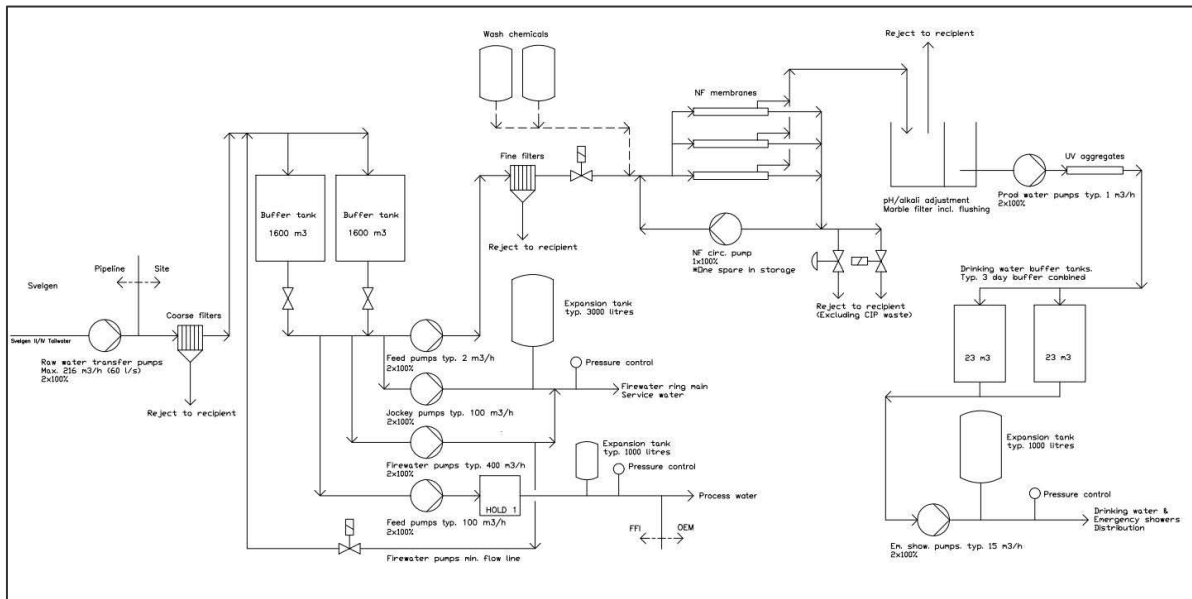 Wash chemicals
Reject to recipient
NF membranes
Fine filters
UV aggregates
Buffer tank
1600 m3
Buffer tank
1600 m3
pH/alkali adjustment
Marble filter incl. flushing
Prod water pumps typ. 1 m3/h
2x100%
Reject to recipient
NF circ. pump
1x100%
*One spare in storage
Pipeline
Site
Svelgen
Expansion tank
typ. 3000 litres
Drinking water buffer tanks.
Typ. 3 day buffer combined
Reject to recipient
(Excluding CIP waste)
Coarse filters
Svelgen II/IV Tailwater
23 m3
23 m3
Raw water transfer pumps
Max. 216 m3/h (60 l/s)
2x100%
Feed pumps typ. 2 m3/h
2x100%
Pressure control
Firewater ring main
Service water
Reject to recipient
Jockey pumps typ. 100 m3/h
2x100%
Expansion tank
typ. 1000 litres
Expansion tank
typ. 1000 litres
Firewater pumps typ. 400 m3/h
2x100%
Pressure control
Process water
HOLD 1
Pressure control
Feed pumps typ. 100 m3/h
2x100%
FFI
OEM
Drinking water &
Emergency showers
Distribution
Firewater pumps min. flow line
Em. show. pumps. typ. 15 m3/h
2x100%